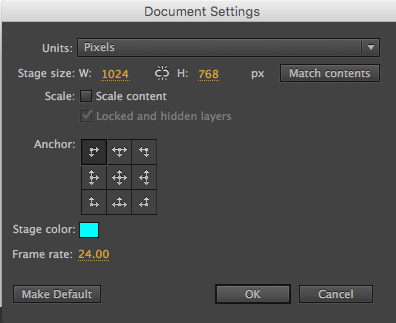 Document Settings
Units: Pixels
Stage size: W: 1024 H: 768 px Match contents
Scale: Scale content
Locked and hidden layers
Anchor:
Stage color:
Frame rate: 24.00
Make Default OK Cancel